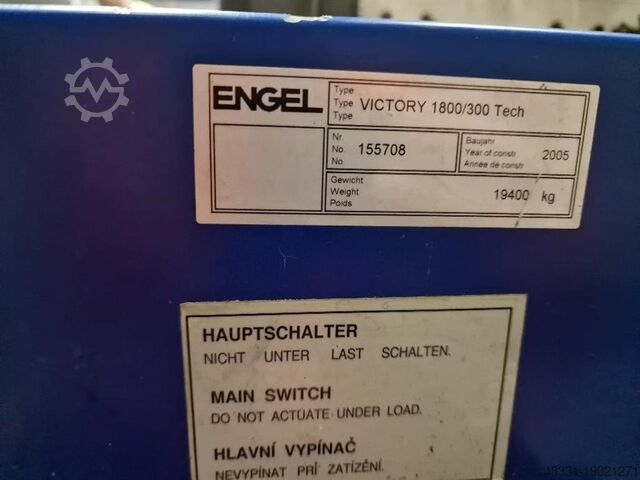 ENGEL
Type
Type VICTORY 1800/300 Tech
Type
Nr.
No. 155708
No.
Baujahr
Year of constr 2005
Année de constr.
Gewicht
Weight 19400 kg
Poids
HAUPTSCHALTER
NICHT UNTER LAST SCHALTEN.
MAIN SWITCH
DO NOT ACTUATE UNDER LOAD.
HLAVNÍ VYPÍNAČ
NEVYPÍNAT PRÍ ZATÍZENÍ.